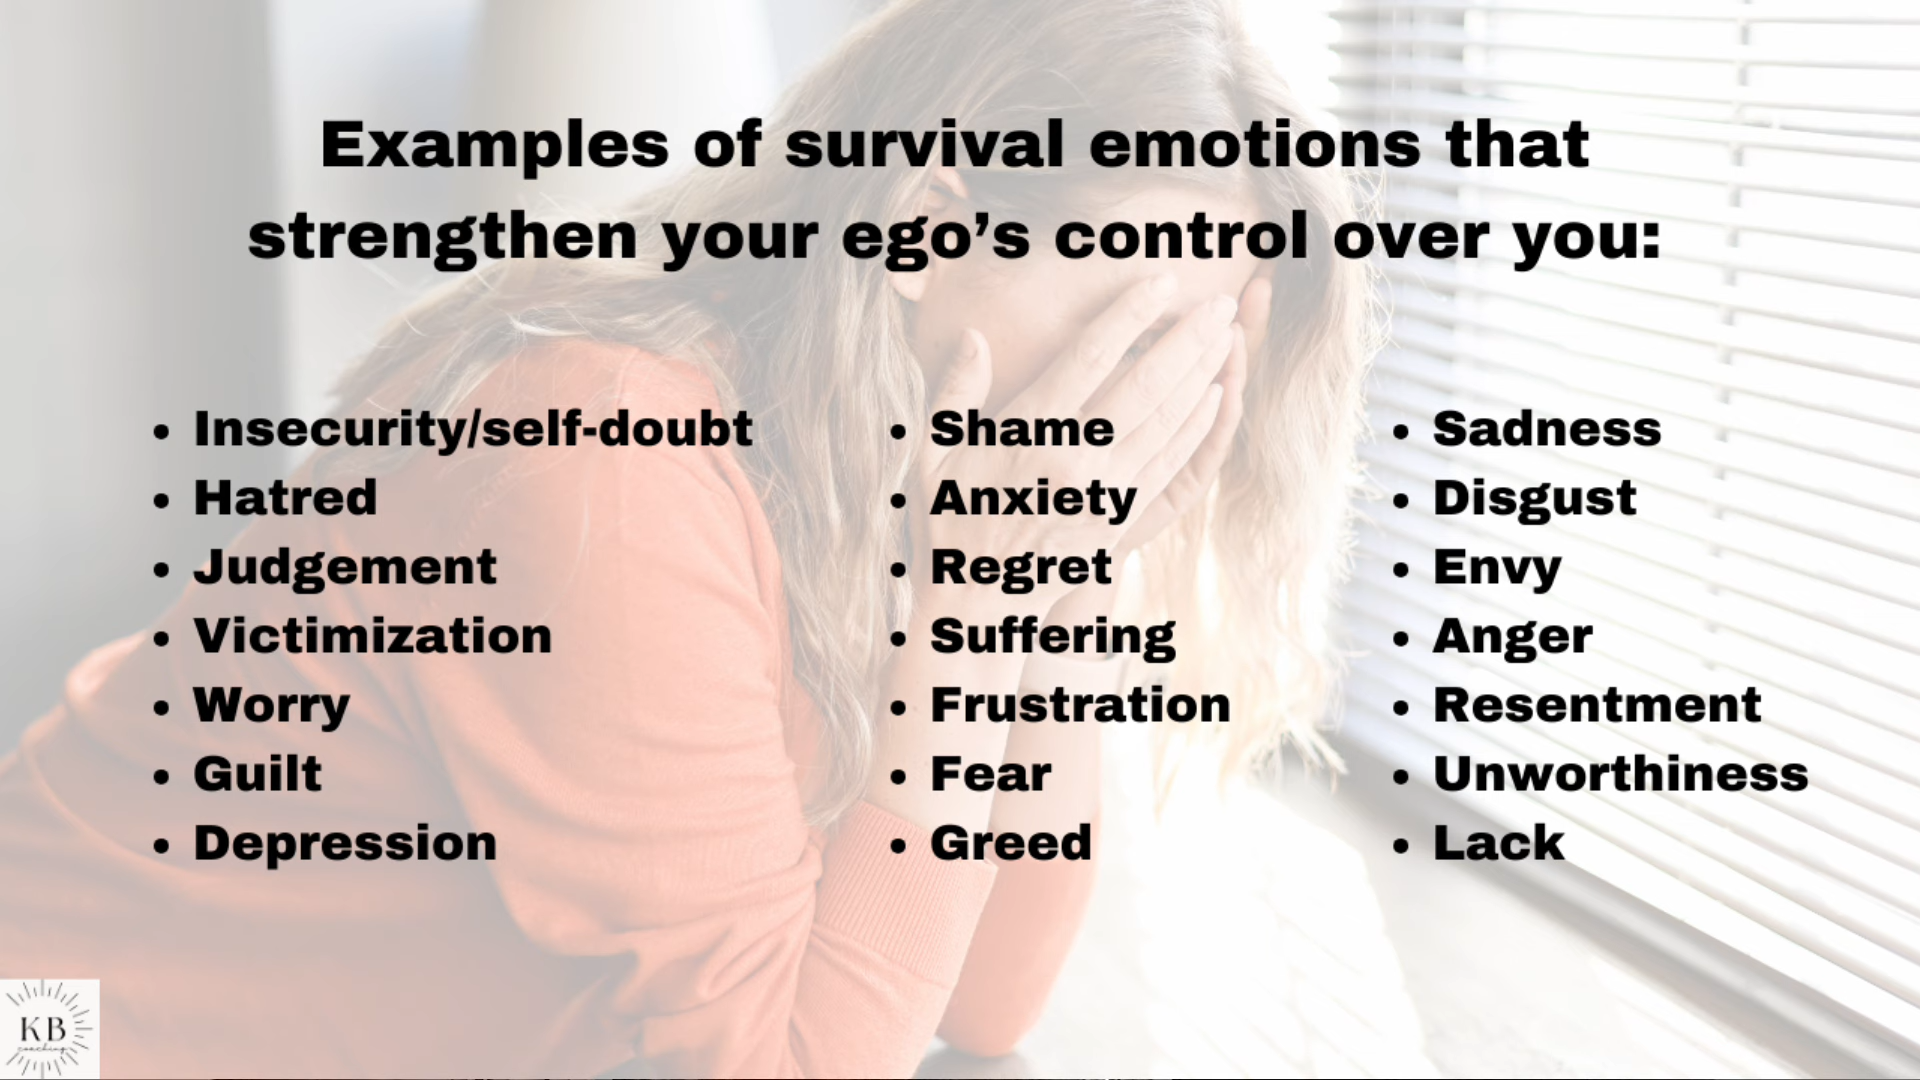 Examples of survival emotions that
strengthen your ego’s control over you:
• Insecurity/self-doubt
• Hatred
• Judgement
• Victimization
• Worry
• Guilt
• Depression
• Shame
• Anxiety
• Regret
• Suffering
• Frustration
• Fear
• Greed
• Sadness
• Disgust
• Envy
• Anger
• Resentment
• Unworthiness
• Lack
KB
coaching